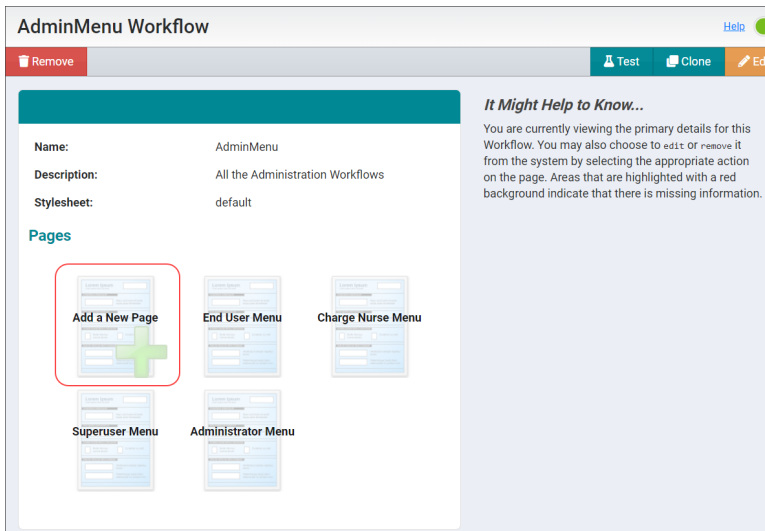 AdminMenu Workflow
Help
Remove
Test
Clone
Ed
It Might Help to Know...
You are currently viewing the primary details for this
Workflow. You may also choose to edit or remove it
from the system by selecting the appropriate action
on the page. Areas that are highlighted with a red
background indicate that there is missing information.
Name: AdminMenu
Description: All the Administration Workflows
Stylesheet: default
Pages
Add a New Page
End User Menu
Charge Nurse Menu
Superuser Menu
Administrator Menu